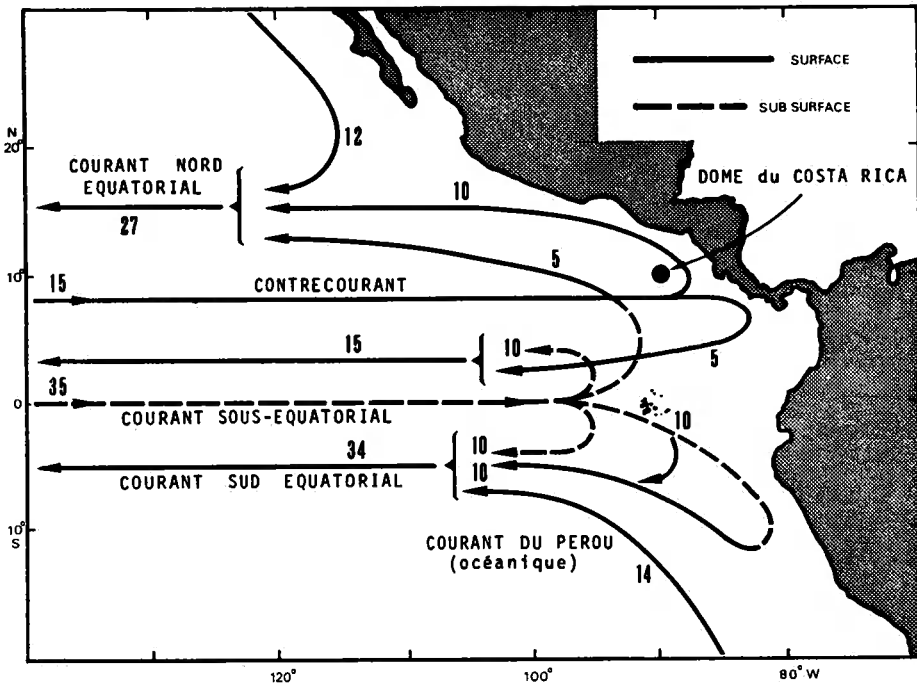 SURFACE
SUB SURFACE
N
20°
12
COURANT NORD
EQUATORIAL
27
10
DOME du COSTA RICA
5
10°
15
CONTRECOURANT
15
10
5
35
0
COURANT SOUS-EQUATORIAL
10
34
10
10
COURANT SUD EQUATORIAL
10°
S
COURANT DU PEROU
(océanique)
14
120°
100°
80°W